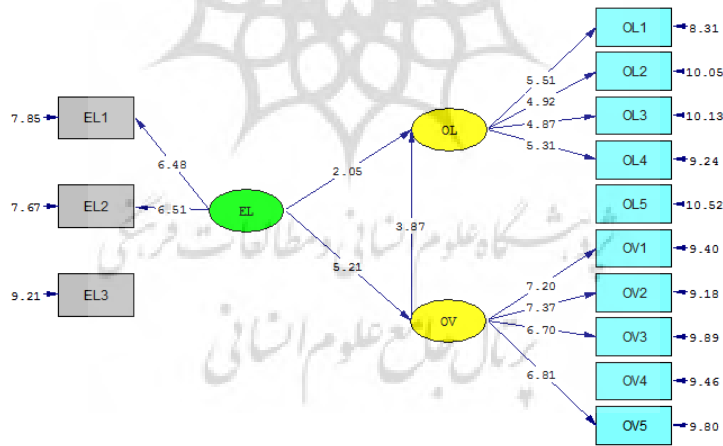 OL1
8.31
5.51
OL2
10.05
4.92
7.85
EL1
OL
4.87
OL3
10.13
5.31
OL4
9.24
6.48
2.05
7.67
EL2
6.51
EL
OL5
10.52
3.87
پژوهشگاه علوم انسانی و مطالعات فرهنگی
OV1
9.40
5.21
7.20
9.21
EL3
7.37
OV2
9.18
OV
6.70
OV3
9.89
پرتال جامع علوم انسانی
6.81
OV4
9.46
OV5
9.80